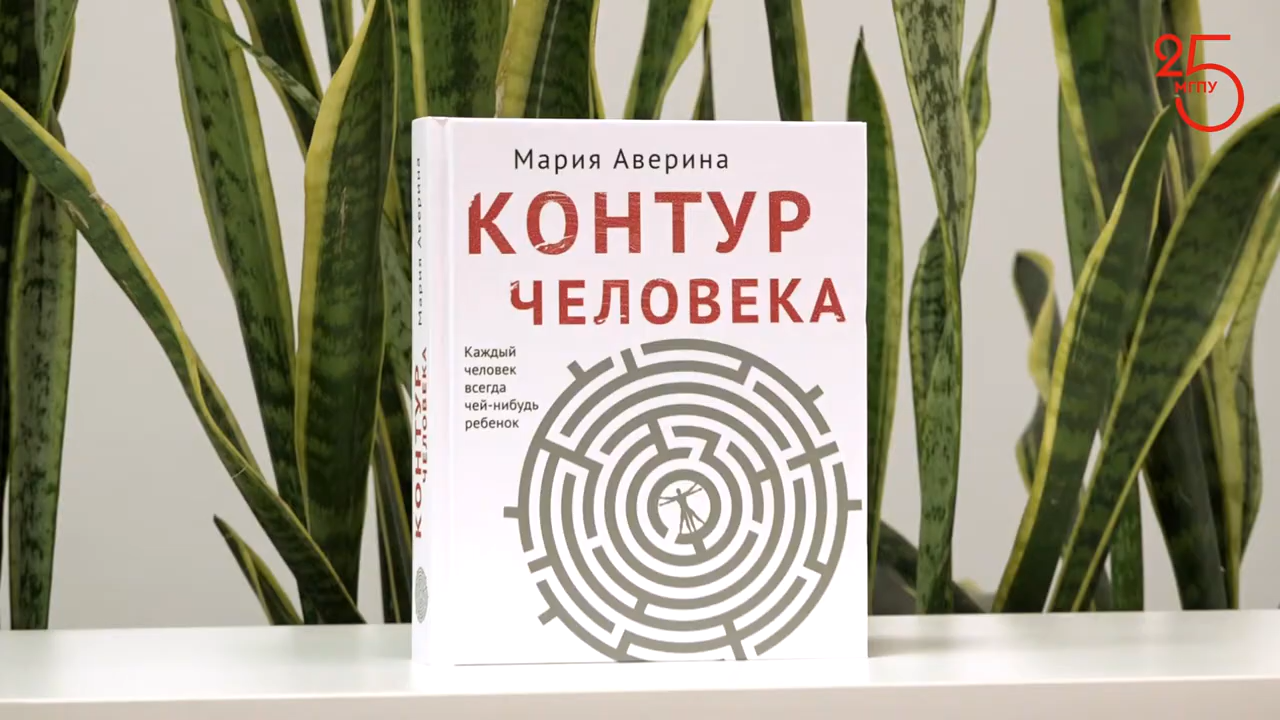 25
МГПУ
Мария Аверина
КОНТУР
ЧЕЛОВЕКА
Каждый
человек
всегда
чей-нибудь
ребенок
Мария Аверина
КОНТУР
ЧЕЛОВЕКА